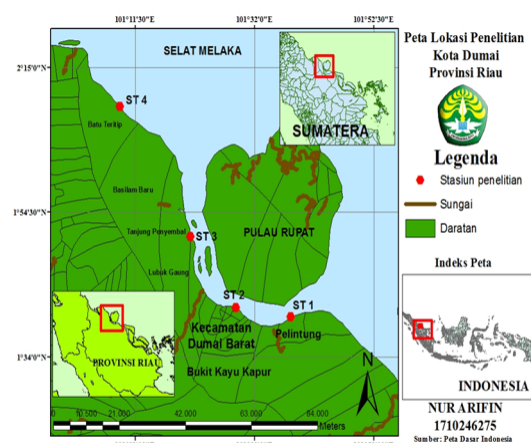 101°11'30"E
101°32'0"E
101°52'30"E
SELAT MELAKA
2°15'0"N
ST 4
Batu Teritip
SUMATERA
Basilam Baru
1°54'30"N
Tanjung Penyembal
ST 3
PULAU RUPAT
Lubuk Gaung
ST 2
ST 1
Kecamatan
Dumai Barat
Pelintung
PROVINSI RIAU
1°34'0"N
Bukit Kayu Kapur
N
0
10.500
21.000
42.000
63.000
84.000
Meters
Peta Lokasi Penelitian
Kota Dumai
Provinsi Riau
Legenda
Stasiun penelitian
Sungai
Daratan
Indeks Peta
INDONESIA
NUR ARIFIN
1710246275
Sumber: Peta Dasar Indonesia